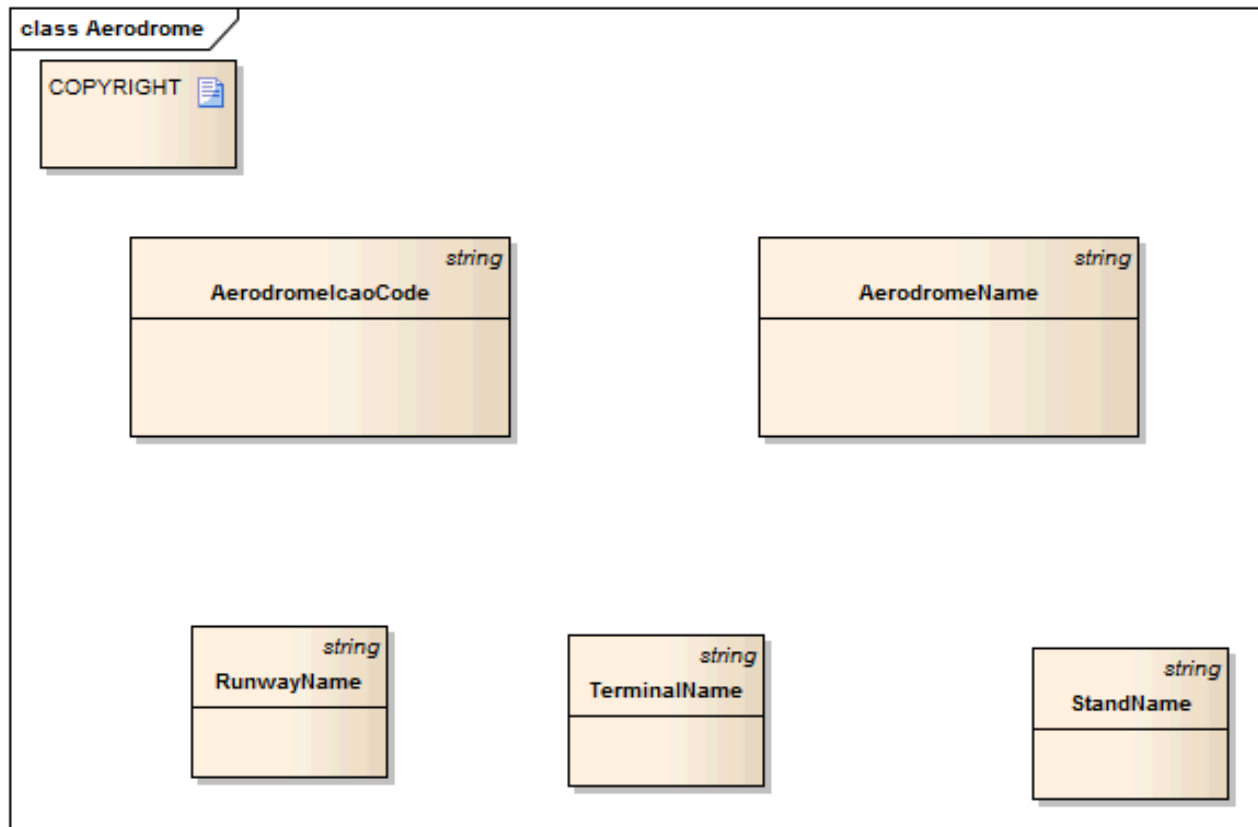 class Aerodrome
COPYRIGHT
string
AerodromeIcaoCode
string
AerodromeName
string
RunwayName
string
TerminalName
string
StandName